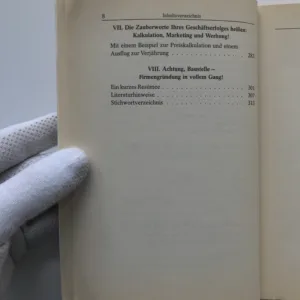 8 Inhaltsverzeichnis
VII. Die Zauberworte Ihres Geschäftserfolges heißen:
Kalkulation, Marketing und Werbung!
Mit einem Beispiel zur Preiskalkulation und einem
Ausflug zur Verjährung
VIII. Achtung, Baustelle –
Firmengründung in vollem Gang!
Ein kurzes Resümee
Literaturhinweise
Stichwortverzeichnis